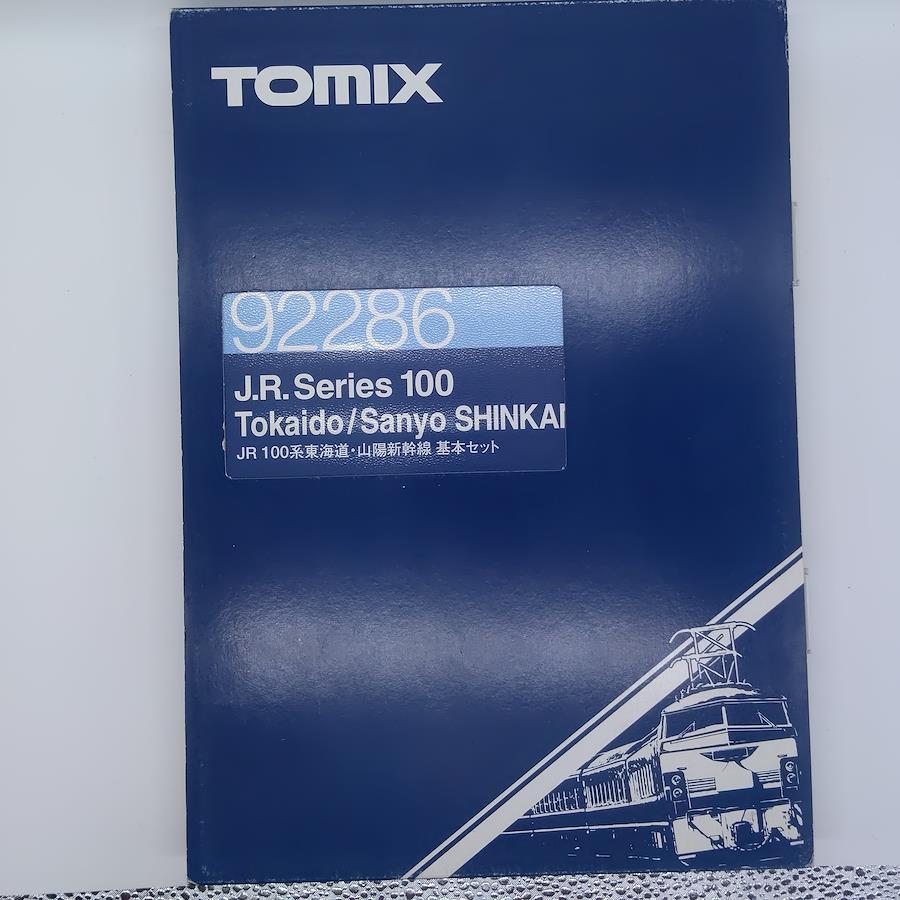 TOMIX
92286
J.R. Series 100
Tokaido/Sanyo SHINKAN
JR 100系東海道・山陽新幹線 基本セット